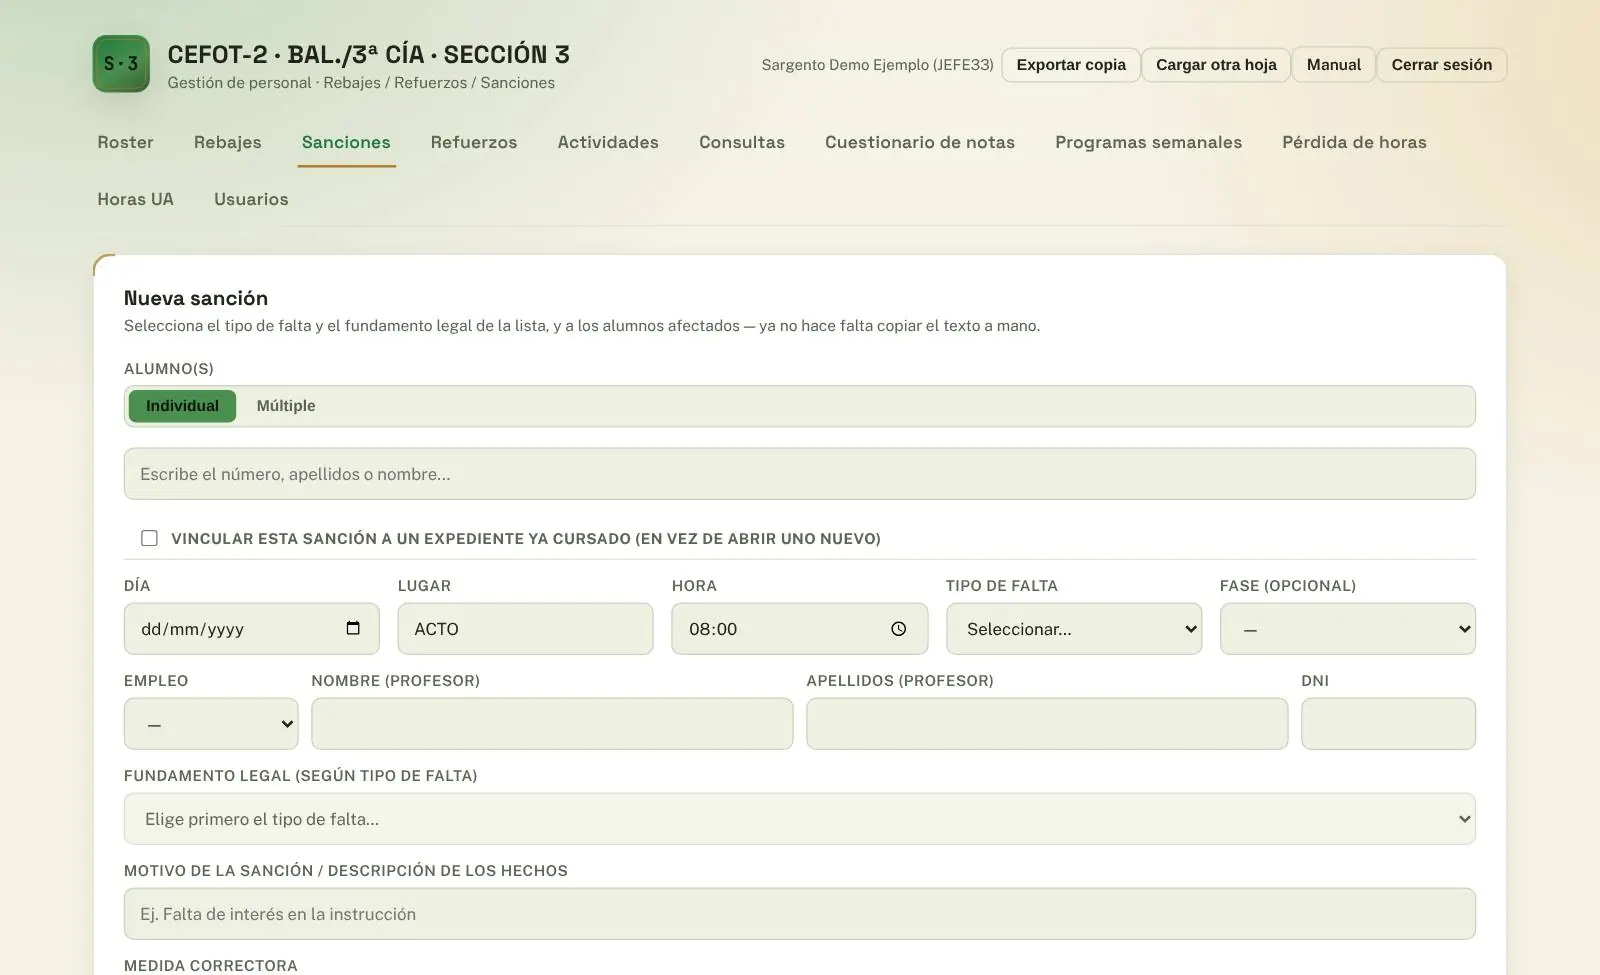 S·3
CEFOT-2 · BAL./3ª CÍA · SECCIÓN 3
Gestión de personal · Rebajes / Refuerzos / Sanciones
Sargento Demo Ejemplo (JEFE33) Exportar copia Cargar otra hoja Manual Cerrar sesión
Roster Rebajes Sanciones Refuerzos Actividades Consultas Cuestionario de notas Programas semanales Pérdida de horas
Horas UA Usuarios
Nueva sanción
Selecciona el tipo de falta y el fundamento legal de la lista, y a los alumnos afectados — ya no hace falta copiar el texto a mano.
ALUMNO(S)
Individual Múltiple
Escribe el número, apellidos o nombre...
VINCULAR ESTA SANCIÓN A UN EXPEDIENTE YA CURSADO (EN VEZ DE ABRIR UNO NUEVO)
DÍA LUGAR HORA TIPO DE FALTA FASE (OPCIONAL)
dd/mm/yyyy ACTO 08:00 Seleccionar... —
EMPLEO NOMBRE (PROFESOR) APELLIDOS (PROFESOR) DNI
—
FUNDAMENTO LEGAL (SEGÚN TIPO DE FALTA)
Elige primero el tipo de falta...
MOTIVO DE LA SANCIÓN / DESCRIPCIÓN DE LOS HECHOS
Ej. Falta de interés en la instrucción
MEDIDA CORRECTORA